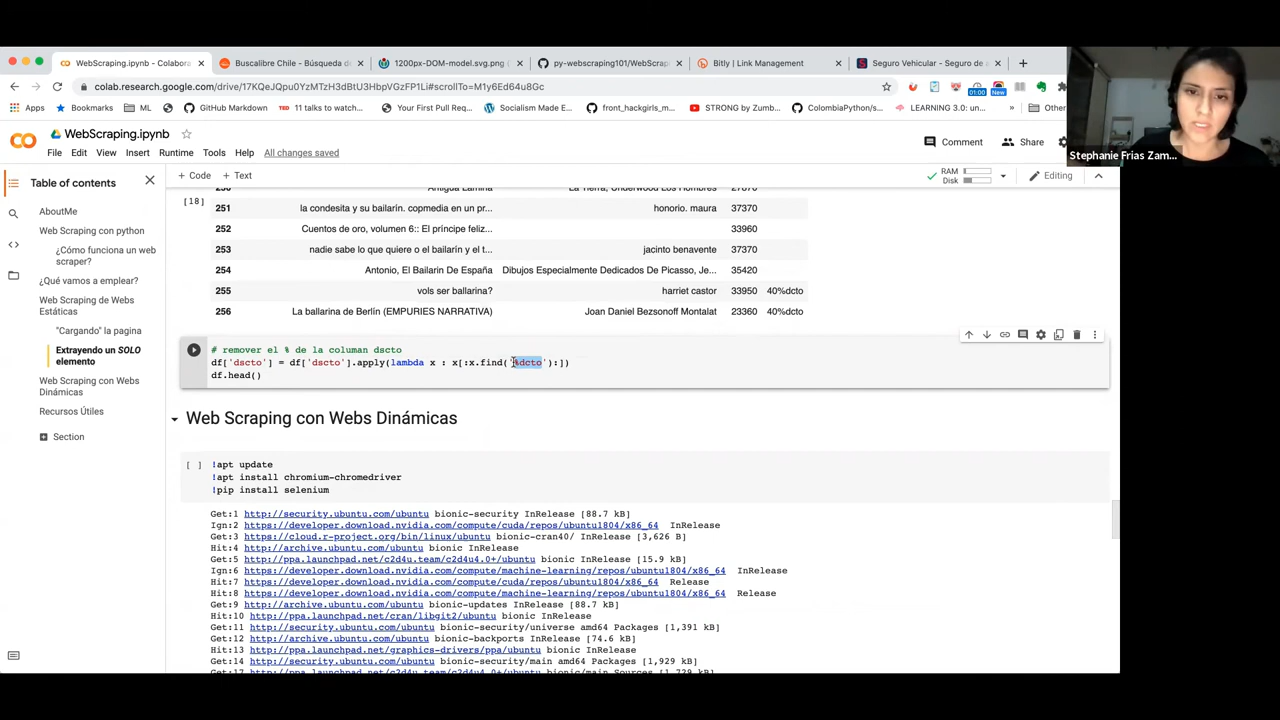 WebScraping.ipynb - Colabora
Buscalibre Chile - Búsqueda d
1200px-DOM-model.svg.png
py-webscraping101/WebScrap
Bitly | Link Management
Seguro Vehicular - Seguro de a
colab.research.google.com/drive/17KQeJQpu0YzMTzH3dBtU3HbpVGzFP1Li#scrollTo=M1y6Ed64u8Gc
01:00
New
Apps
Bookmarks
ML
GitHub Markdown
TED 11 talks to watch...
Your First Pull Req...
Socialism Made E...
front_hackgirls_m...
STRONG by Zumb...
ColombiaPython/s...
LEARNING 3.0: un...
Other
Stephanie Frias Zam...
WebScraping.ipynb
File Edit View Insert Runtime Tools Help All changes saved
Comment
Share
+ Code + Text
RAM
Disk
Editing
Table of contents
AboutMe
Web Scraping con python
¿Cómo funciona un web
scraper?
¿Qué vamos a emplear?
Web Scraping de Webs
Estáticas
"Cargando" la pagina
Extrayendo un SOLO
elemento
Web Scraping con Webs
Dinámicas
Recursos Útiles
Section
[18]
251 la condesita y su bailarín. copmedia en un pr... honorio. maura 37370
252 Cuentos de oro, volumen 6:: El príncipe feliz... 33960
253 nadie sabe lo que quiere o el bailarín y el t... jacinto benavente 37370
254 Antonio, El Bailarin De España Dibujos Especialmente Dedicados De Picasso, Je... 35420
255 vols ser ballarina? harriet castor 33950 40%dcto
256 La ballarina de Berlín (EMPURIES NARRATIVA) Joan Daniel Bezsonoff Montalat 23360 40%dcto
# remover el % de la columan dscto
df['dscto'] = df['dscto'].apply(lambda x : x[:x.find('%dcto'):])
df.head()
Web Scraping con Webs Dinámicas
[ ] !apt update
!apt install chromium-chromedriver
!pip install selenium
Get:1 http://security.ubuntu.com/ubuntu bionic-security InRelease [88.7 kB]
Ign:2 https://developer.download.nvidia.com/compute/cuda/repos/ubuntu1804/x86_64 InRelease
Get:3 https://cloud.r-project.org/bin/linux/ubuntu bionic-cran40/ InRelease [3,626 B]
Hit:4 http://archive.ubuntu.com/ubuntu bionic InRelease
Get:5 http://ppa.launchpad.net/c2d4u.team/c2d4u4.0+/ubuntu bionic InRelease [15.9 kB]
Ign:6 https://developer.download.nvidia.com/compute/machine-learning/repos/ubuntu1804/x86_64 InRelease
Hit:7 https://developer.download.nvidia.com/compute/cuda/repos/ubuntu1804/x86_64 Release
Hit:8 https://developer.download.nvidia.com/compute/machine-learning/repos/ubuntu1804/x86_64 Release
Get:9 http://archive.ubuntu.com/ubuntu bionic-updates InRelease [88.7 kB]
Hit:10 http://ppa.launchpad.net/cran/libgit2/ubuntu bionic InRelease
Get:11 http://security.ubuntu.com/ubuntu bionic-security/universe amd64 Packages [1,391 kB]
Get:12 http://archive.ubuntu.com/ubuntu bionic-backports InRelease [74.6 kB]
Hit:13 http://ppa.launchpad.net/graphics-drivers/ppa/ubuntu bionic InRelease
Get:14 http://security.ubuntu.com/ubuntu bionic-security/main amd64 Packages [1,929 kB]